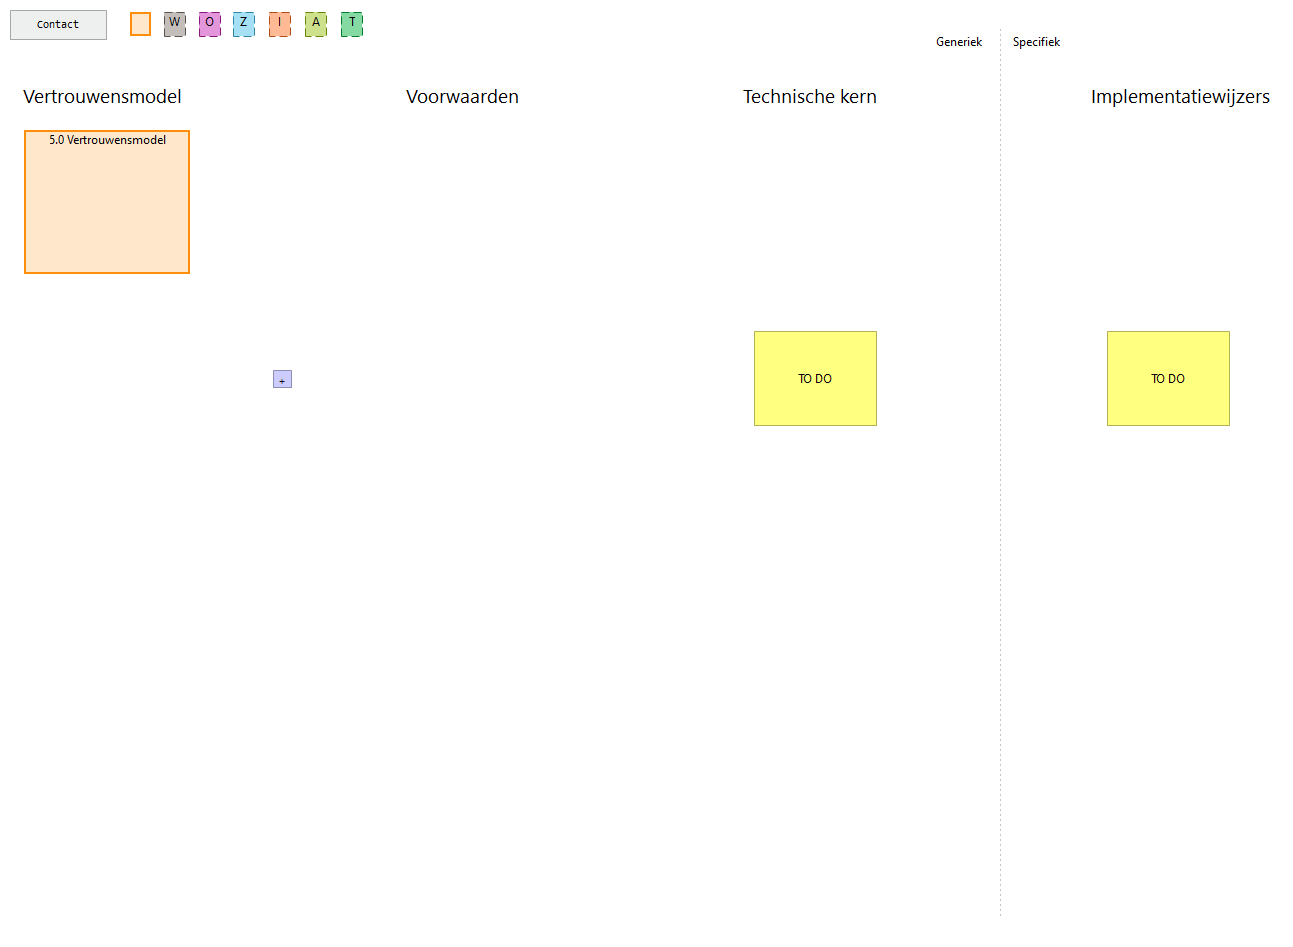 Contact
W
O
Z
I
A
T
Generiek
Specifiek
Vertrouwensmodel
Voorwaarden
Technische kern
Implementatiewijzers
5.0 Vertrouwensmodel
+
TO DO
TO DO